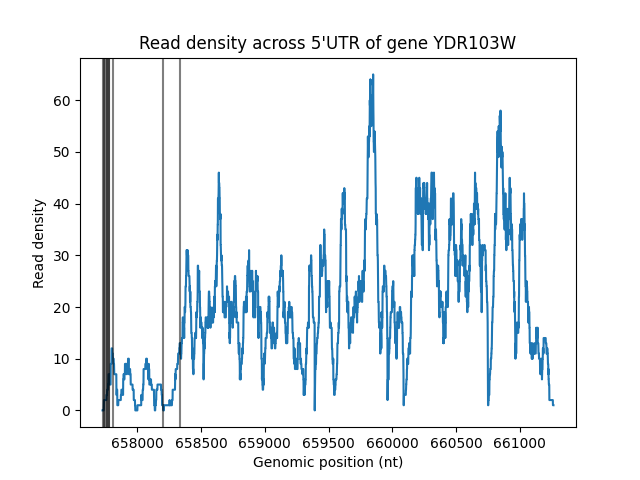 Read density across 5'UTR of gene YDR103W
60
50
40
30
20
10
0
Read density
658000 658500 659000 659500 660000 660500 661000
Genomic position (nt)